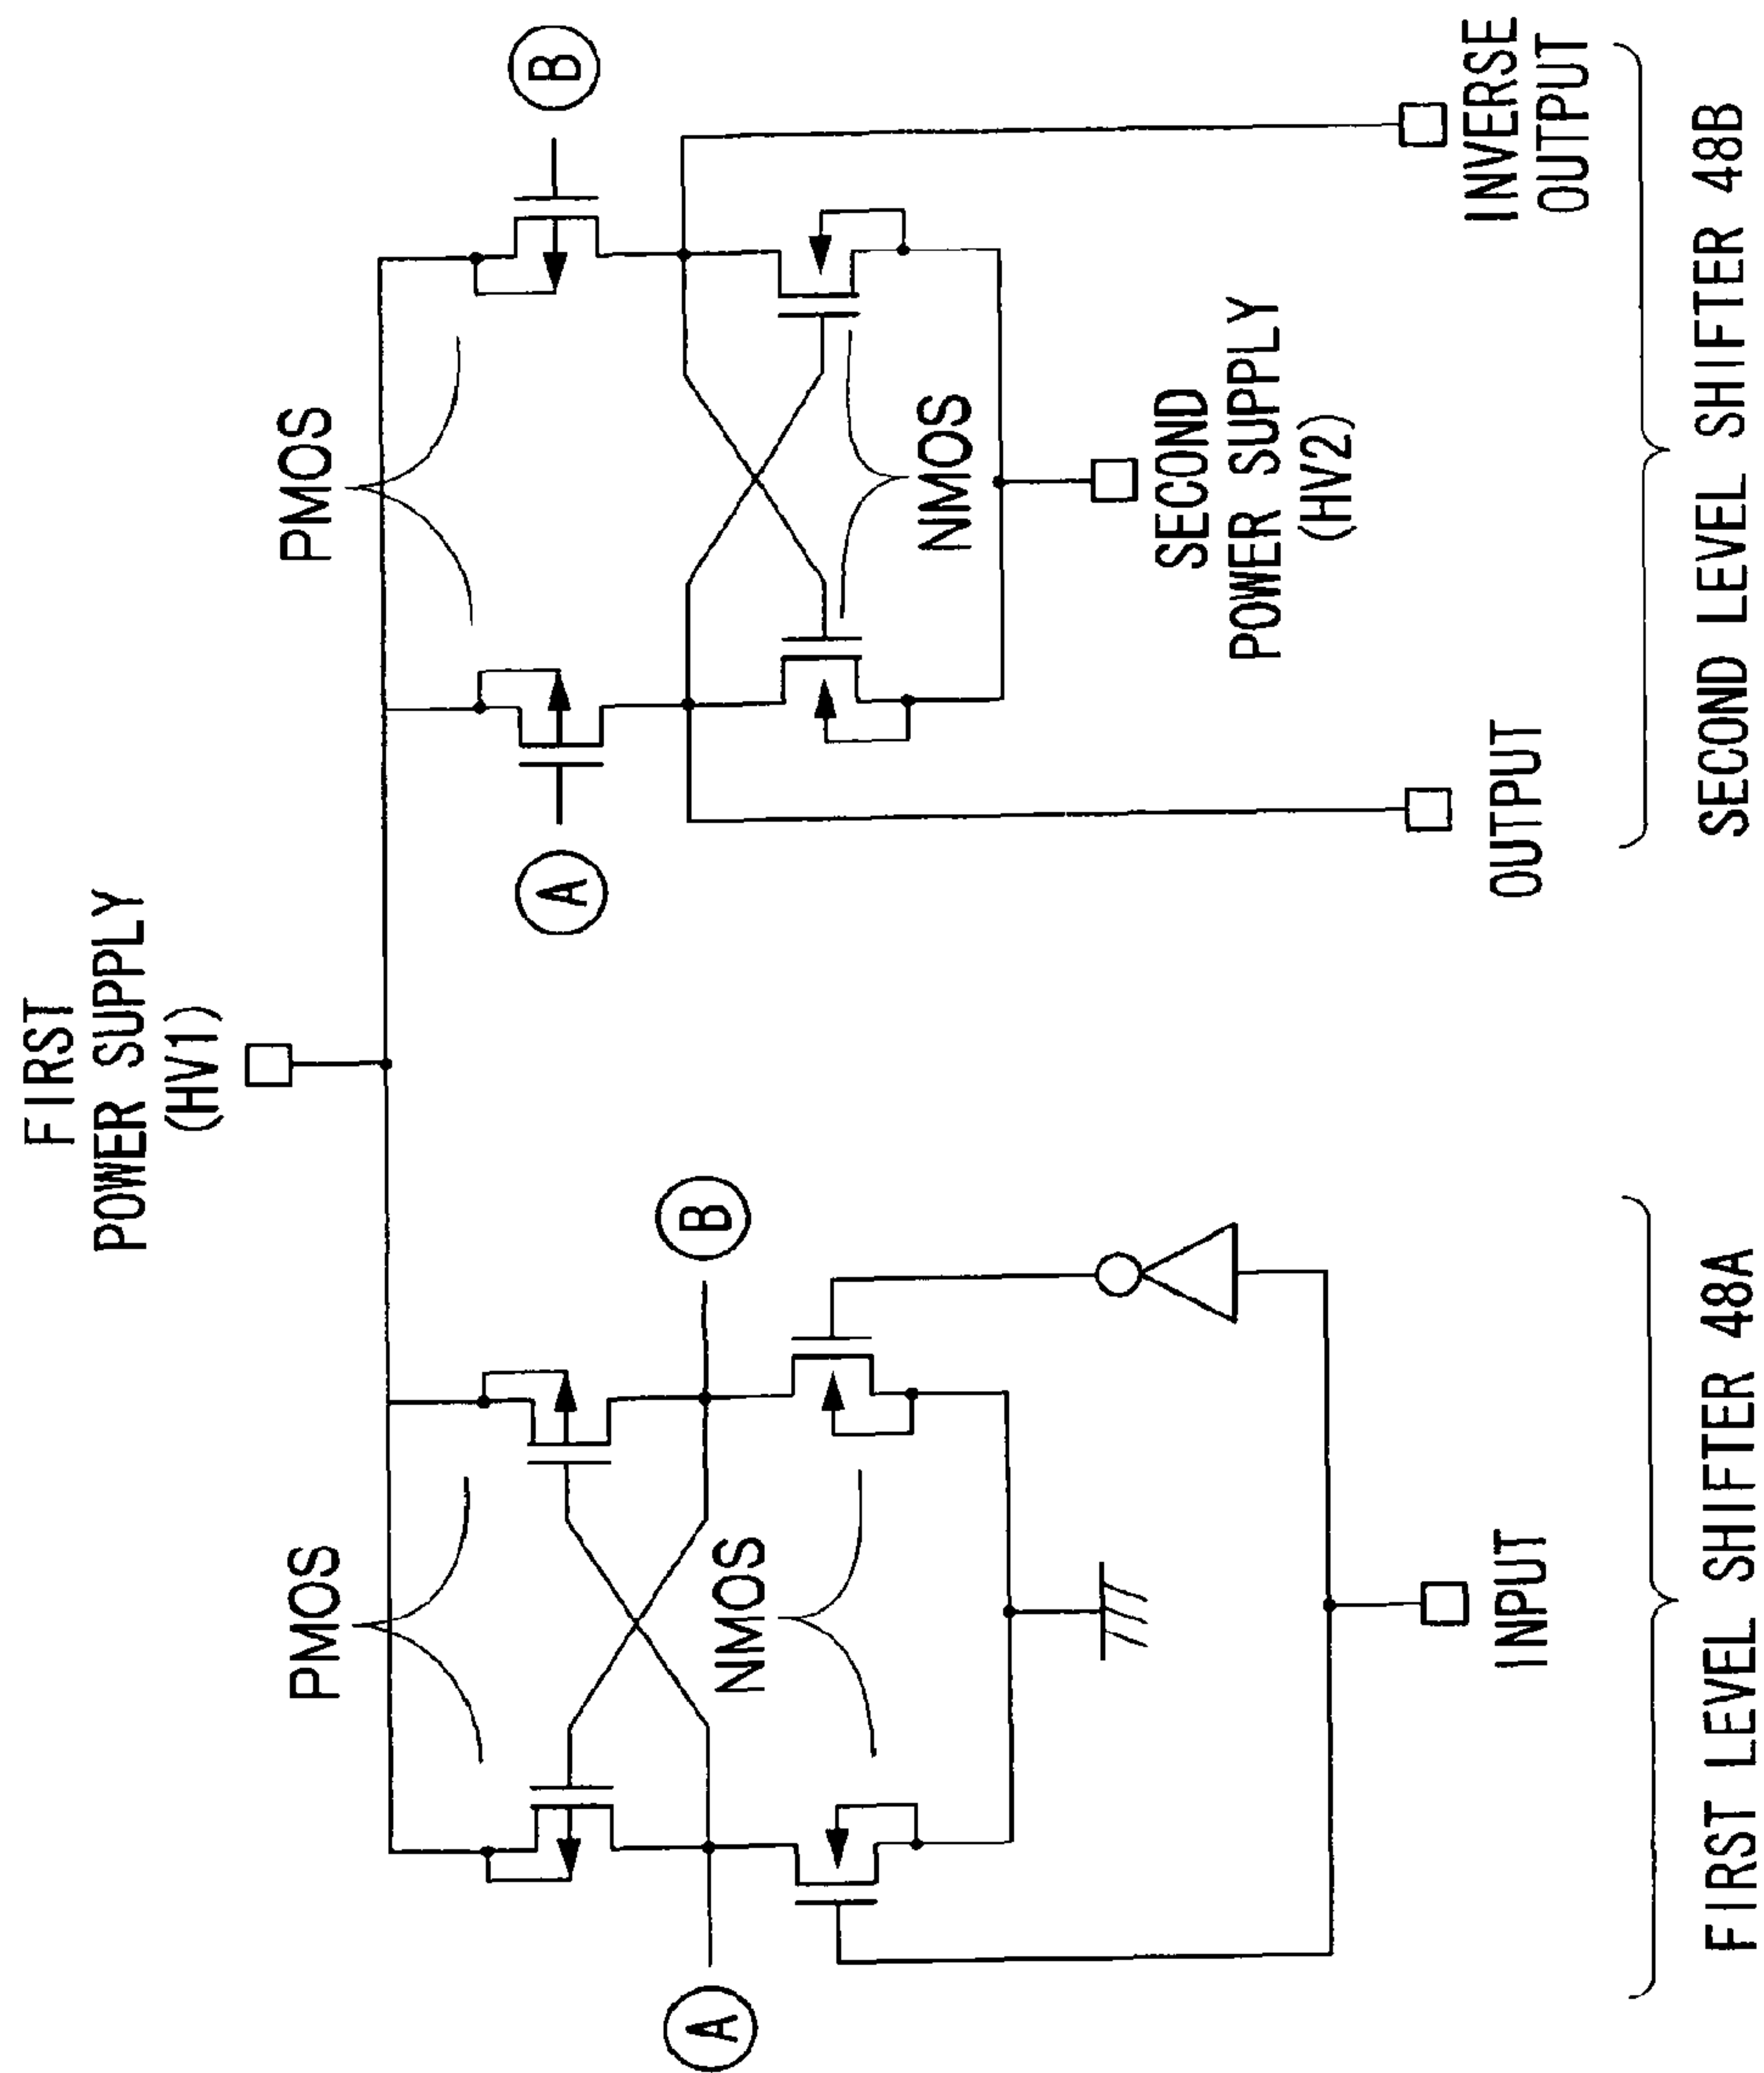 FIRST
POWER SUPPLY
(HV1)
PMOS
PMOS
A
B
A
B
NMOS
NMOS
SECOND
POWER SUPPLY
(HV2)
INPUT
OUTPUT
INVERSE
OUTPUT
FIRST LEVEL SHIFTER 48A
SECOND LEVEL SHIFTER 48B